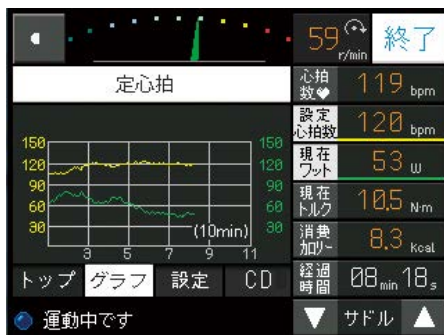 59 r/min
終了
定心拍
心拍数♥ 119 bpm
設定心拍数 120 bpm
現在ワット 53 W
現在トルク 10.5 N·m
消費カロリー 8.3 Kcal
経過時間 08 min 18 s
150 150
120 120
90 90
60 60
30 30
(10min)
3 5 7 9 11
トップ グラフ 設定 CD
運動中です
▼ サドル ▲